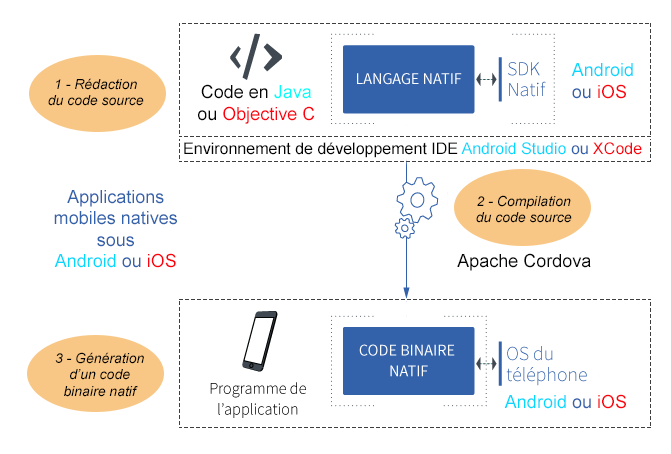 1 - Rédaction
du code source
Code en Java
ou Objective C
LANGAGE NATIF
SDK
Natif
Android
ou iOS
Environnement de développement IDE Android Studio ou XCode
Applications
mobiles natives
sous
Android ou iOS
2 - Compilation
du code source
Apache Cordova
3 - Génération
d'un code
binaire natif
Programme de
l'application
CODE BINAIRE
NATIF
OS du
téléphone
Android ou iOS